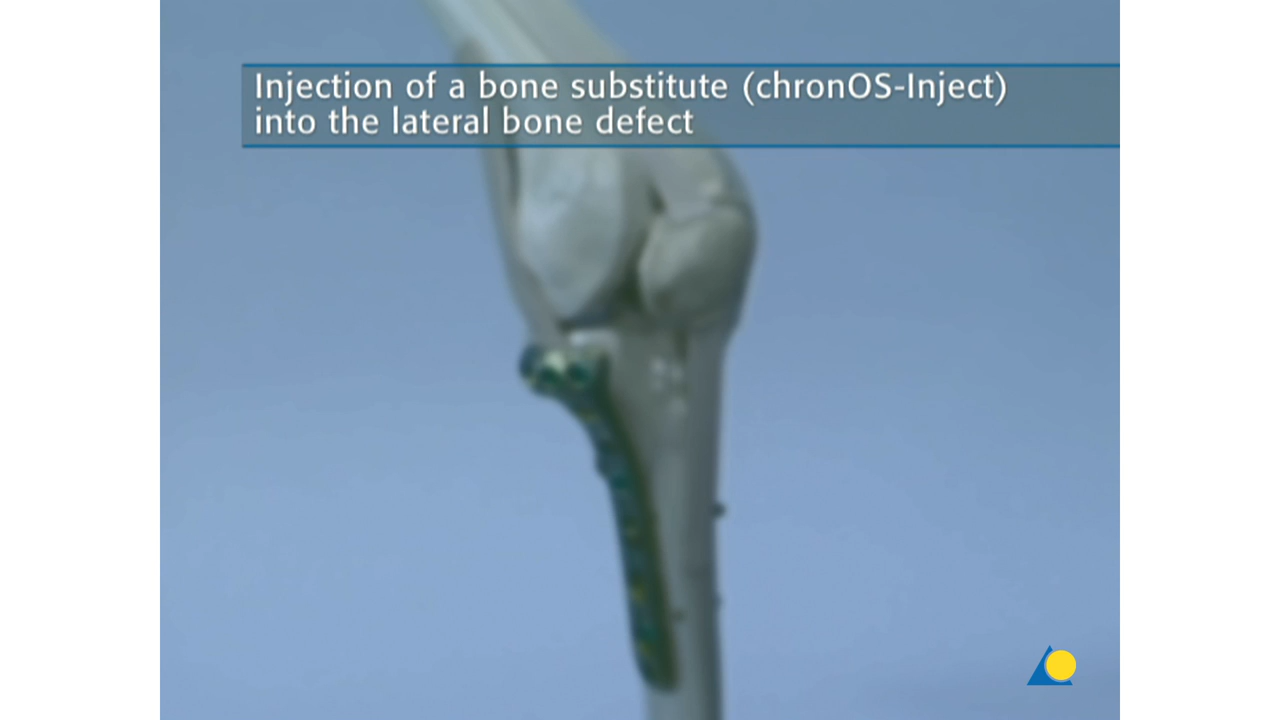 Injection of a bone substitute (chronOS-Inject)
into the lateral bone defect